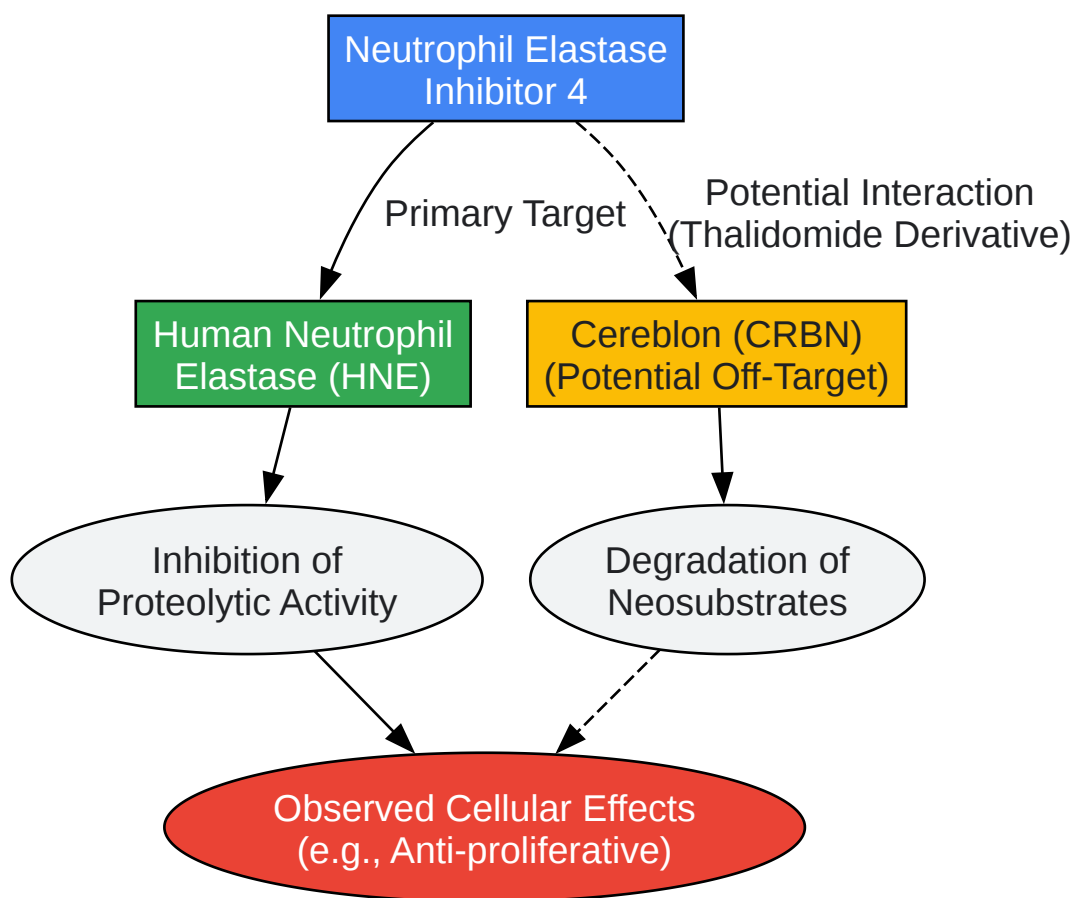 Neutrophil Elastase
Inhibitor 4
Primary Target
Potential Interaction
(Thalidomide Derivative)
Human Neutrophil
Elastase (HNE)
Cereblon (CRBN)
(Potential Off-Target)
Inhibition of
Proteolytic Activity
Degradation of
Neosubstrates
Observed Cellular Effects
(e.g., Anti-proliferative)